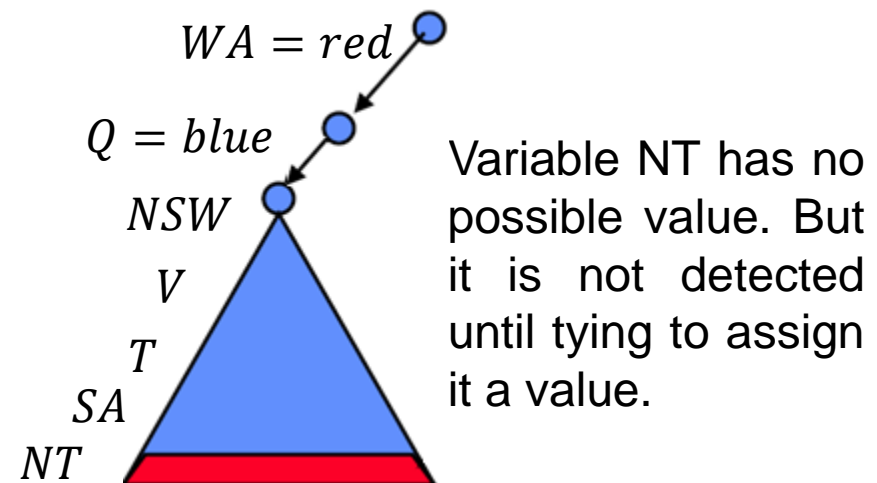 WA = red
Q = blue
NSW
V
T
SA
NT
Variable NT has no
possible value. But
it is not detected
until tying to assign
it a value.